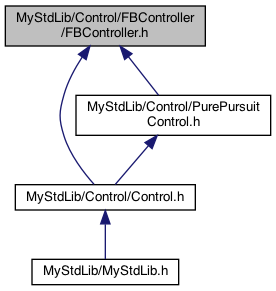 MyStdLib/Control/FBController
/FBController.h
MyStdLib/Control/PurePursuit
Control.h
MyStdLib/Control/Control.h
MyStdLib/MyStdLib.h